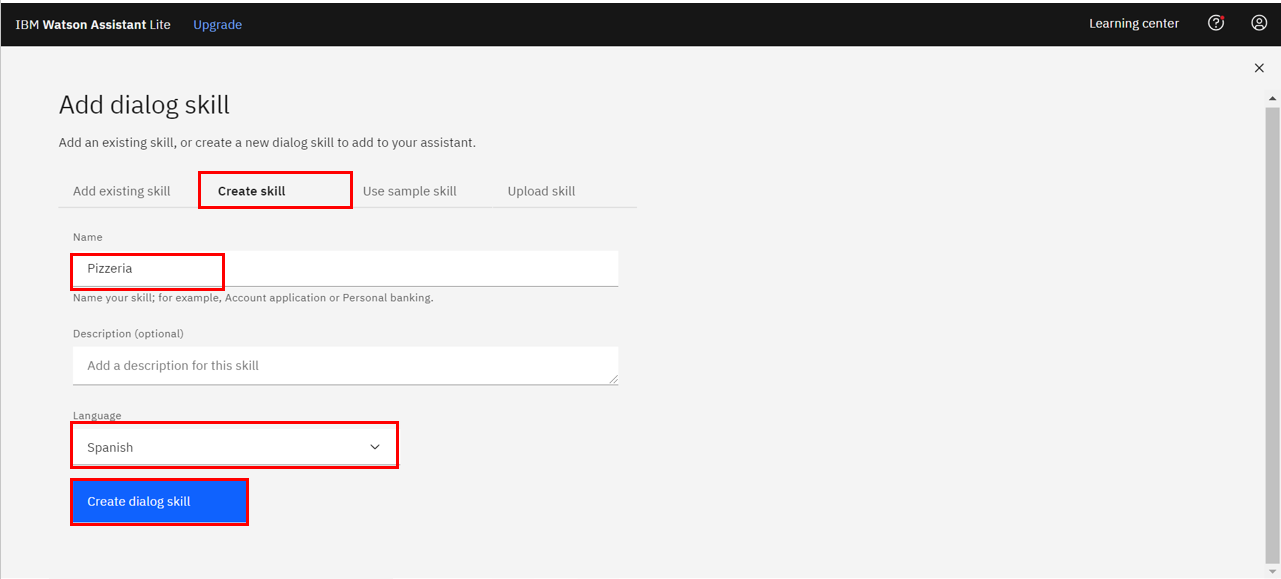 IBM Watson Assistant Lite Upgrade Learning center
Add dialog skill
Add an existing skill, or create a new dialog skill to add to your assistant.
Add existing skill Create skill Use sample skill Upload skill
Name
Pizzeria
Name your skill; for example, Account application or Personal banking.
Description (optional)
Add a description for this skill
Language
Spanish
Create dialog skill